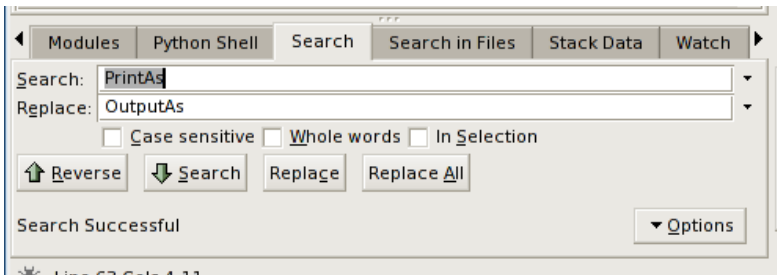 Modules Python Shell Search Search in Files Stack Data Watch
Search: PrintAs
Replace: OutputAs
Case sensitive Whole words In Selection
Reverse Search Replace Replace All
Search Successful Options